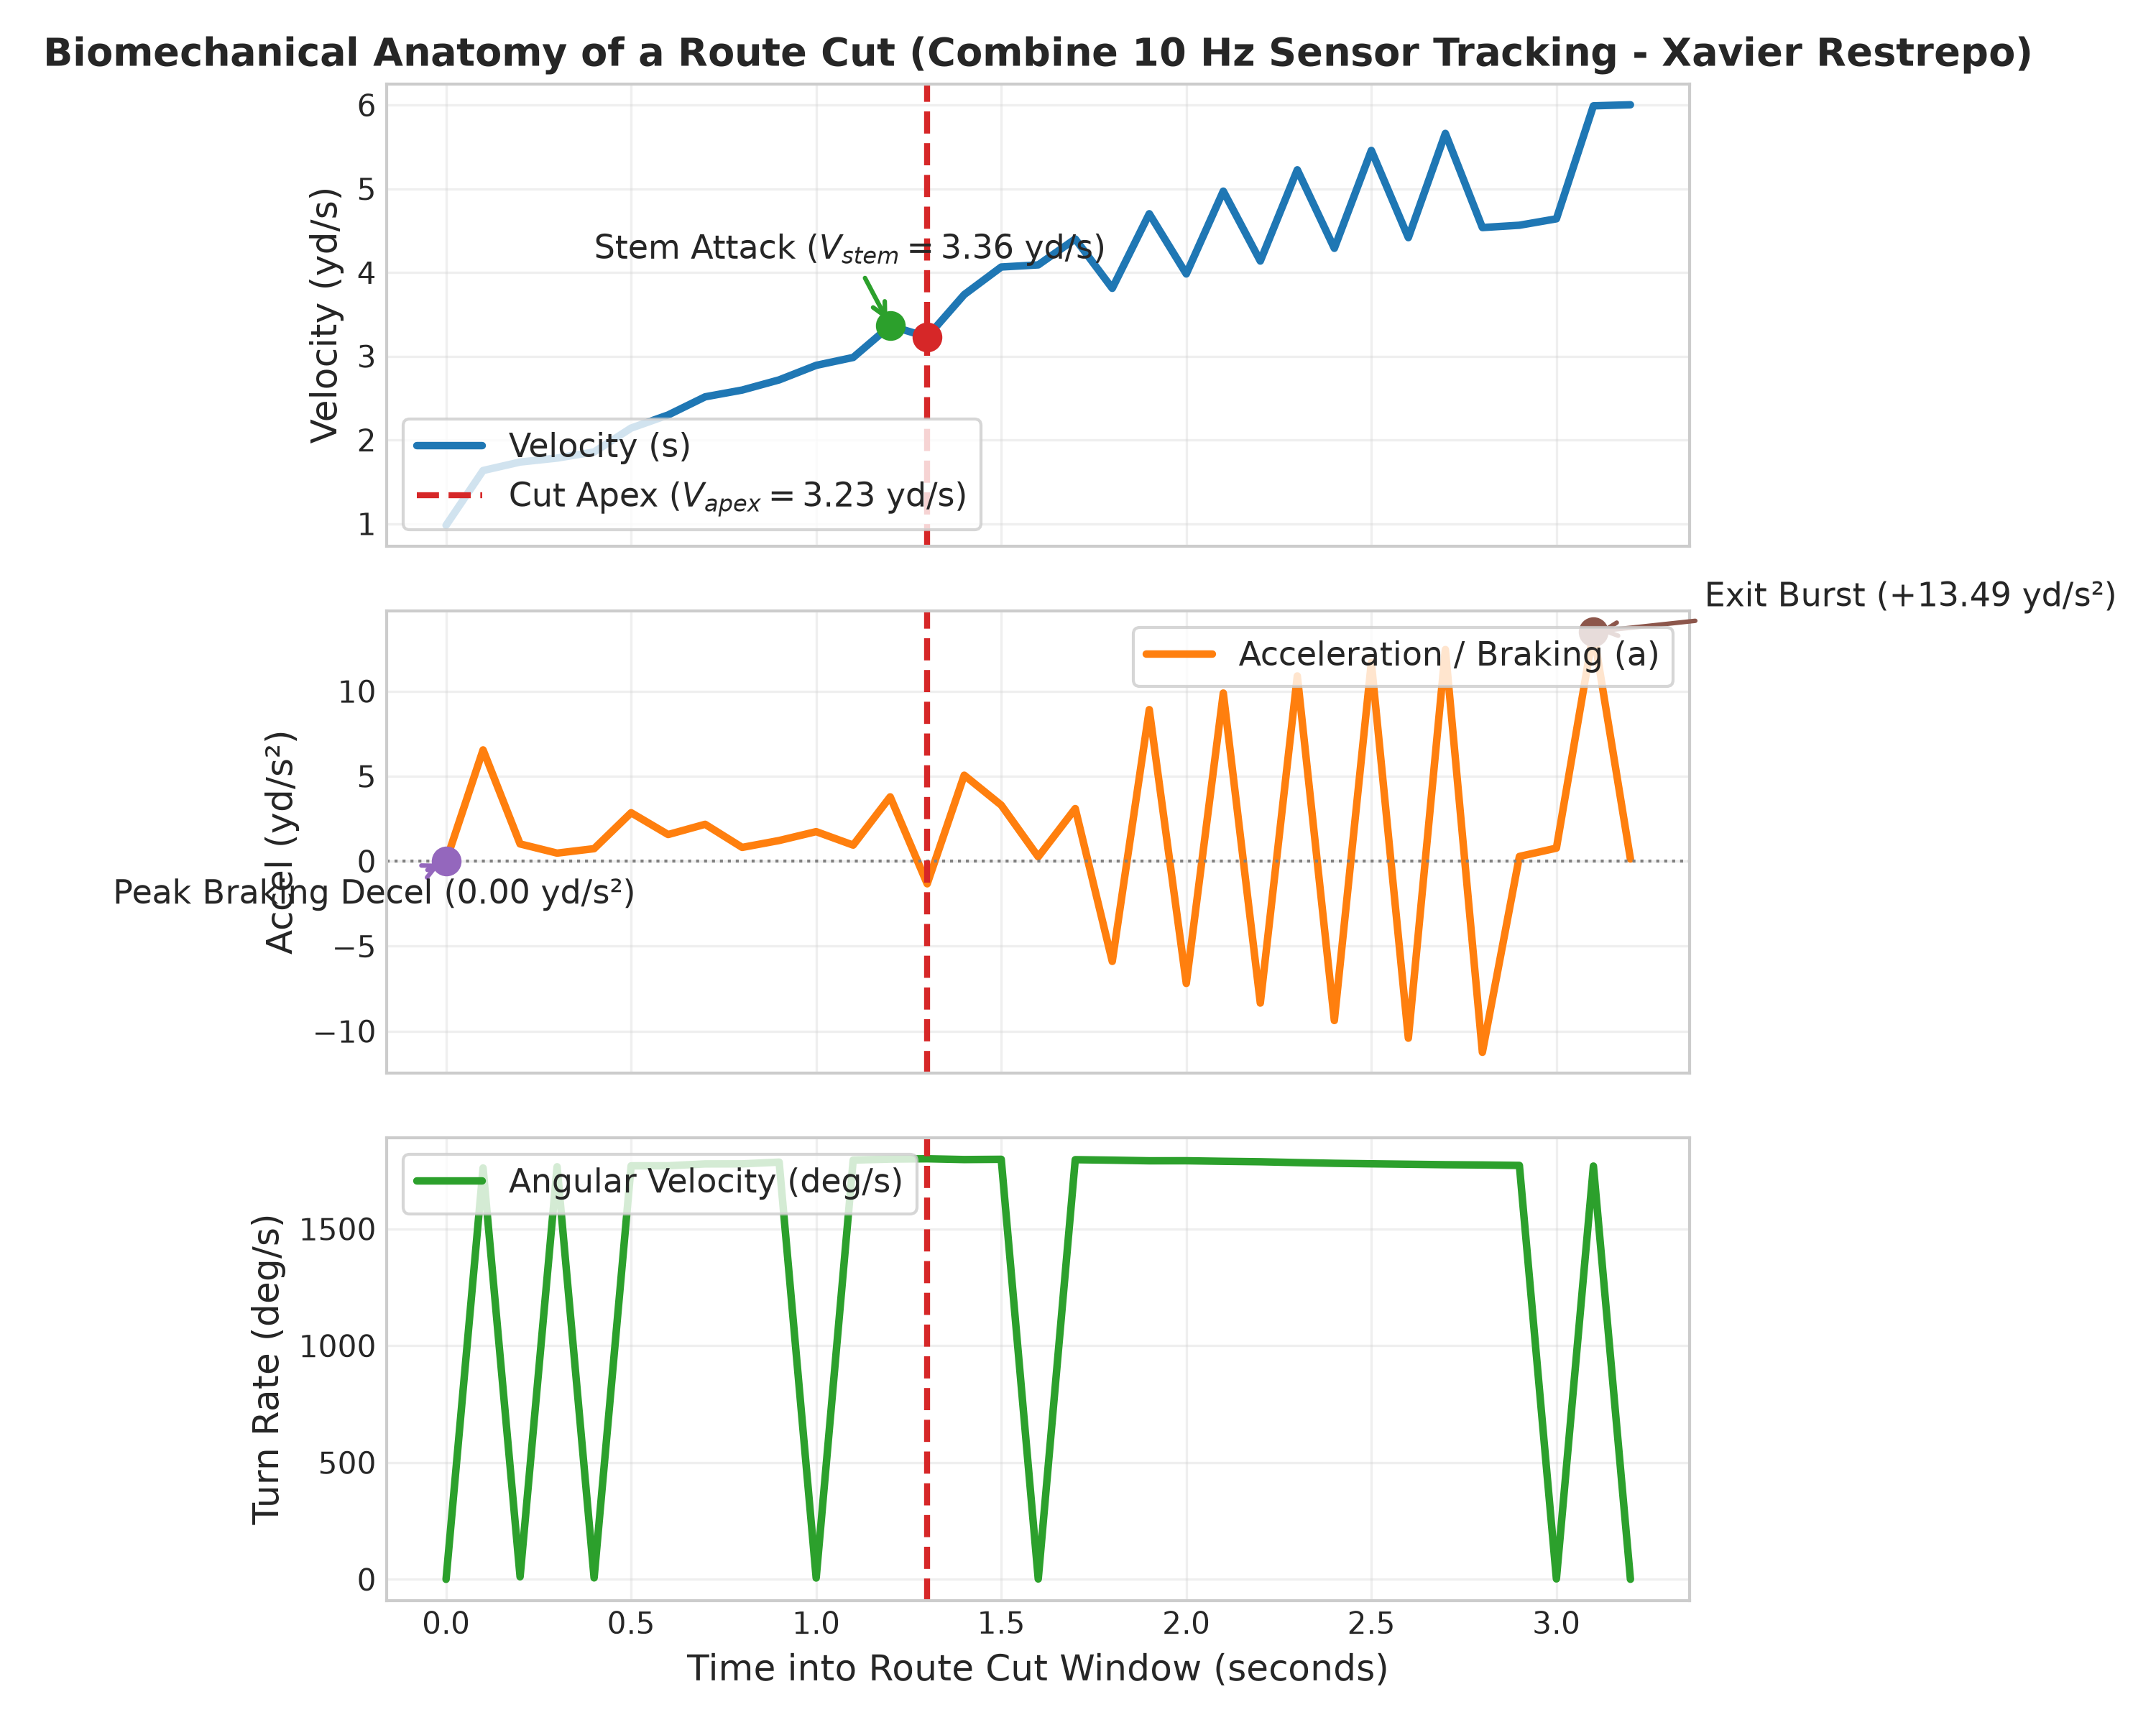 Biomechanical Anatomy of a Route Cut (Combine 10 Hz Sensor Tracking - Xavier Restrepo)
6
5
4
3
2
1
Velocity (yd/s)
Stem Attack (V_stem = 3.36 yd/s)
Velocity (s)
Cut Apex (V_apex = 3.23 yd/s)
Exit Burst (+13.49 yd/s²)
Acceleration / Braking (a)
10
5
0
−5
−10
Accel (yd/s²)
Peak Braking Decel (0.00 yd/s²)
Angular Velocity (deg/s)
1500
1000
500
0
Turn Rate (deg/s)
0.0 0.5 1.0 1.5 2.0 2.5 3.0
Time into Route Cut Window (seconds)